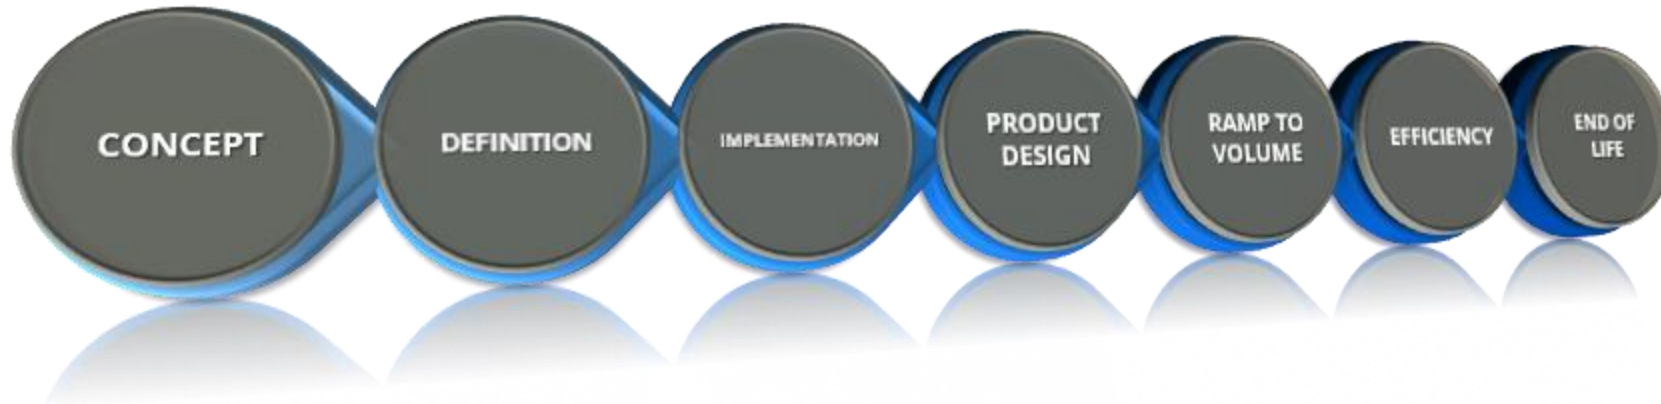 CONCEPT
DEFINITION
IMPLEMENTATION
PRODUCT
DESIGN
RAMP TO
VOLUME
EFFICIENCY
END OF
LIFE